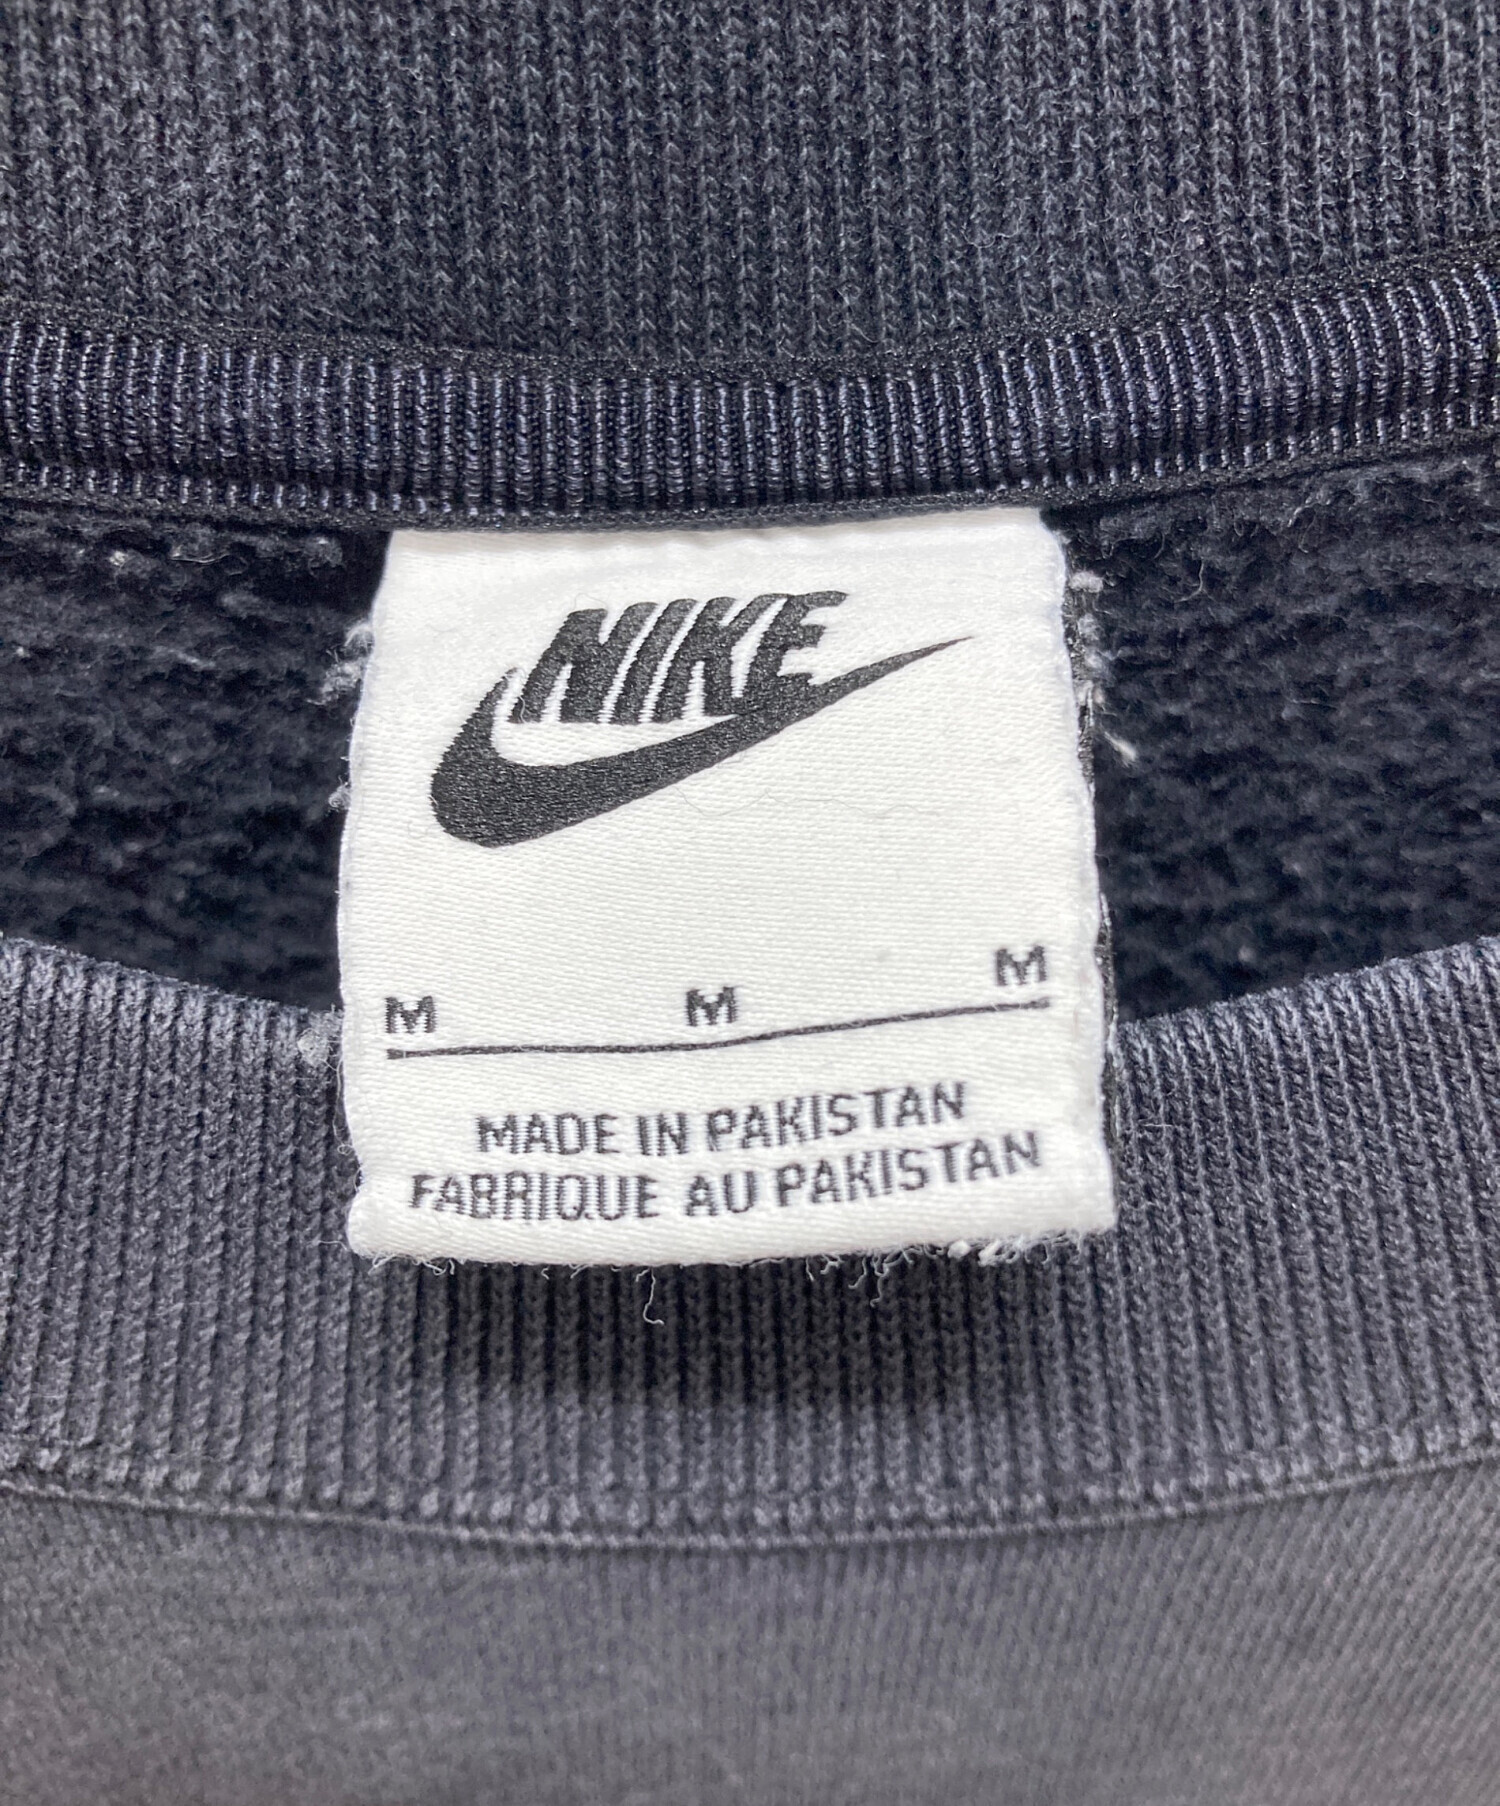 NIKE
M M M
MADE IN PAKISTAN
FABRIQUE AU PAKISTAN